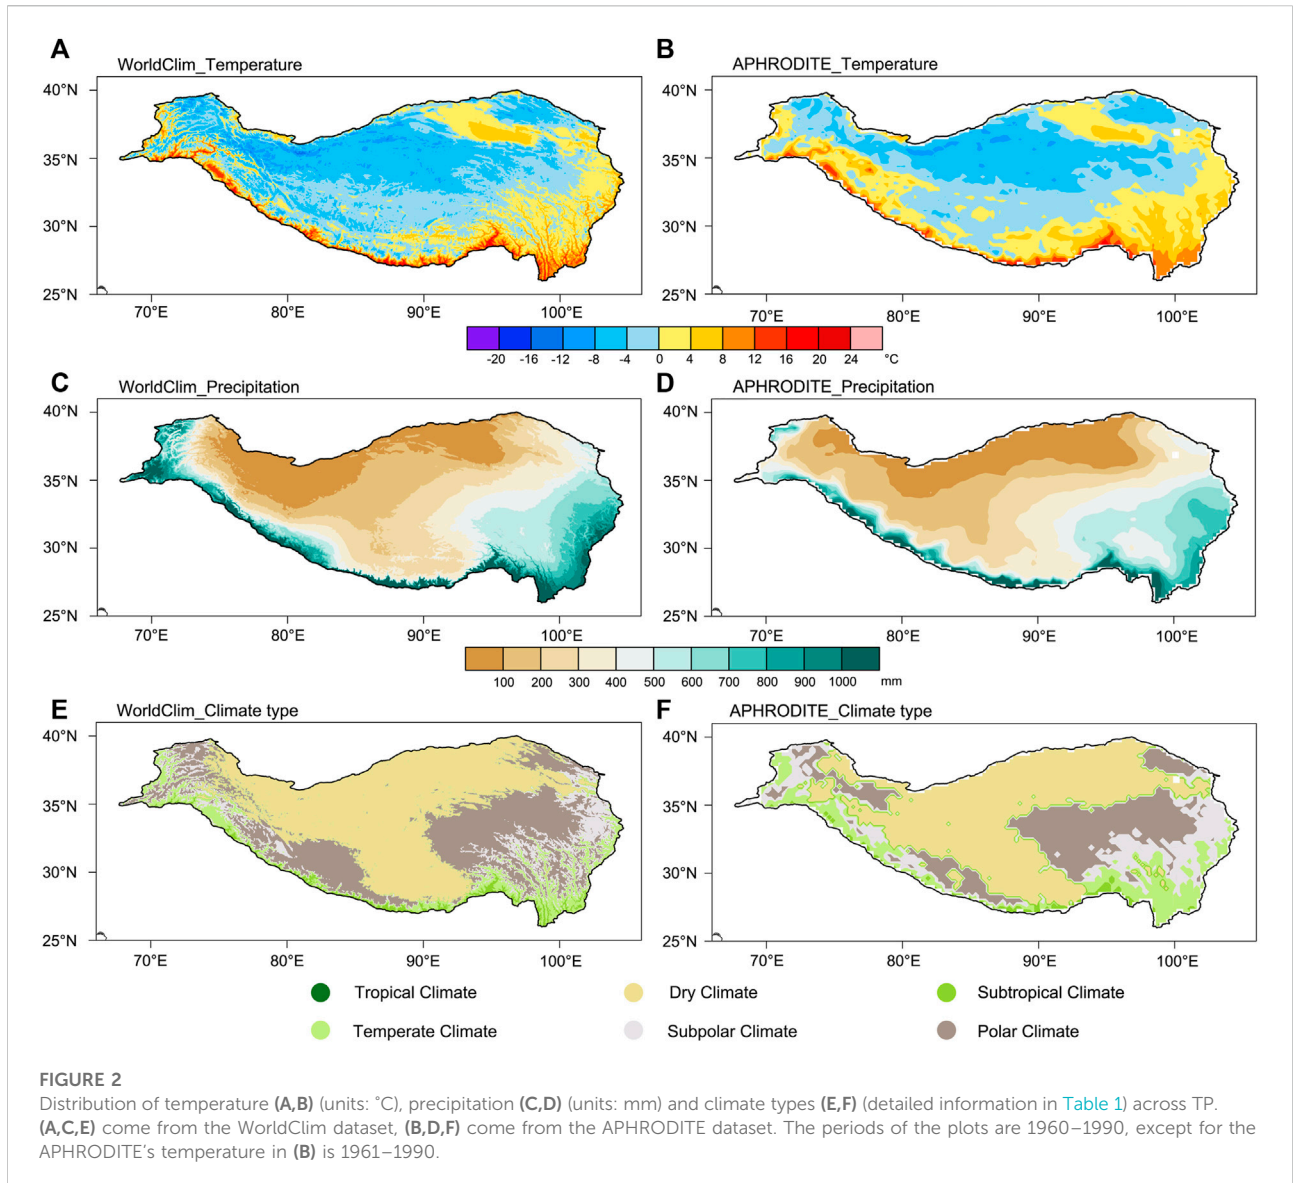 A
WorldClim_Temperature
40°N
35°N
30°N
25°N
70°E 80°E 90°E 100°E
B
APHRODITE_Temperature
40°N
35°N
30°N
25°N
70°E 80°E 90°E 100°E
-20 -16 -12 -8 -4 0 4 8 12 16 20 24 °C
C
WorldClim_Precipitation
40°N
35°N
30°N
25°N
70°E 80°E 90°E 100°E
D
APHRODITE_Precipitation
40°N
35°N
30°N
25°N
70°E 80°E 90°E 100°E
100 200 300 400 500 600 700 800 900 1000 mm
E
WorldClim_Climate type
40°N
35°N
30°N
25°N
70°E 80°E 90°E 100°E
F
APHRODITE_Climate type
40°N
35°N
30°N
25°N
70°E 80°E 90°E 100°E
Tropical Climate Dry Climate Subtropical Climate
Temperate Climate Subpolar Climate Polar Climate
FIGURE 2
Distribution of temperature (A,B) (units: °C), precipitation (C,D) (units: mm) and climate types (E,F) (detailed information in Table 1) across TP.
(A,C,E) come from the WorldClim dataset, (B,D,F) come from the APHRODITE dataset. The periods of the plots are 1960–1990, except for the
APHRODITE's temperature in (B) is 1961–1990.